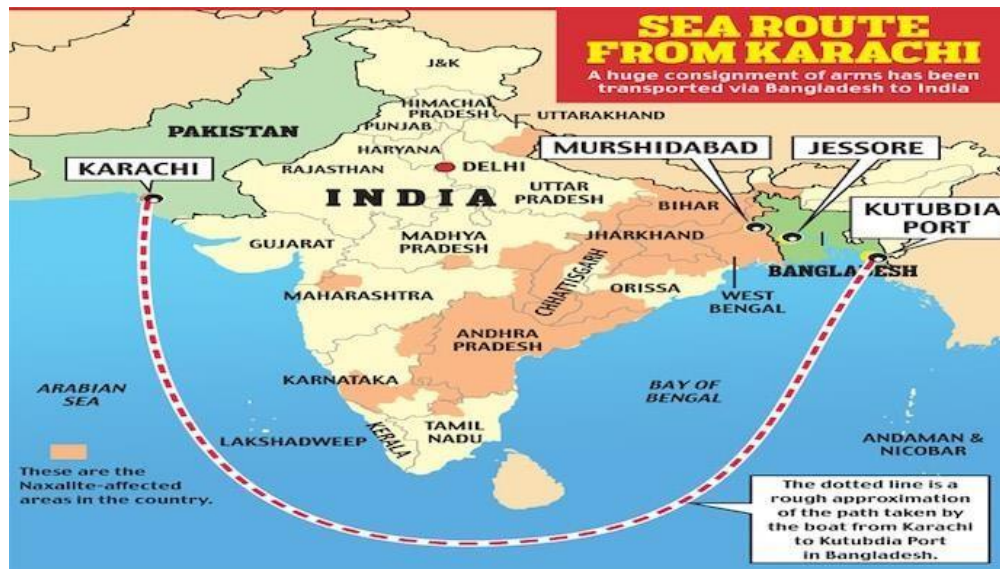 SEA ROUTE
FROM KARACHI
A huge consignment of arms has been
transported via Bangladesh to India
J&K
HIMACHAL
PRADESH
UTTARAKHAND
PUNJAB
PAKISTAN
HARYANA
MURSHIDABAD
JESSORE
KARACHI
RAJASTHAN
DELHI
INDIA
UTTAR
PRADESH
BIHAR
KUTUBDIA
PORT
GUJARAT
MADHYA
PRADESH
JHARKHAND
BANGLADESH
CHHATTISGARH
ORISSA
WEST
BENGAL
MAHARASHTRA
ANDHRA
PRADESH
ARABIAN
SEA
KARNATAKA
BAY OF
BENGAL
LAKSHADWEEP
KERALA
TAMIL
NADU
ANDAMAN &
NICOBAR
These are the
Naxalite-affected
areas in the country.
The dotted line is a
rough approximation
of the path taken by
the boat from Karachi
to Kutubdia Port
in Bangladesh.